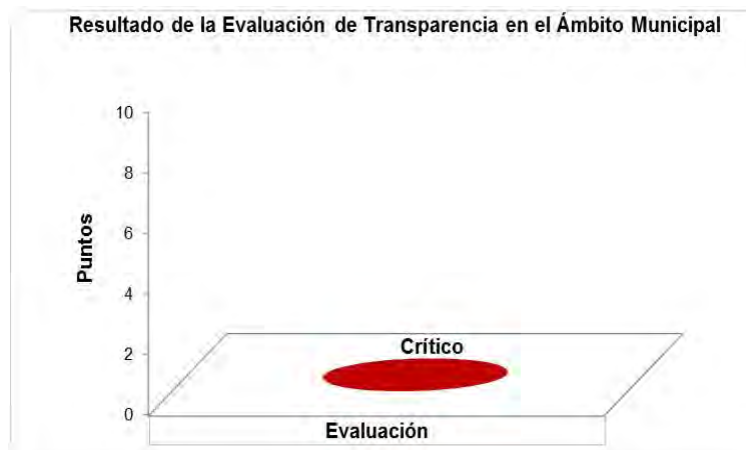 Resultado de la Evaluación de Transparencia en el Ámbito Municipal
10
8
6
4
2
0
Puntos
Crítico
Evaluación